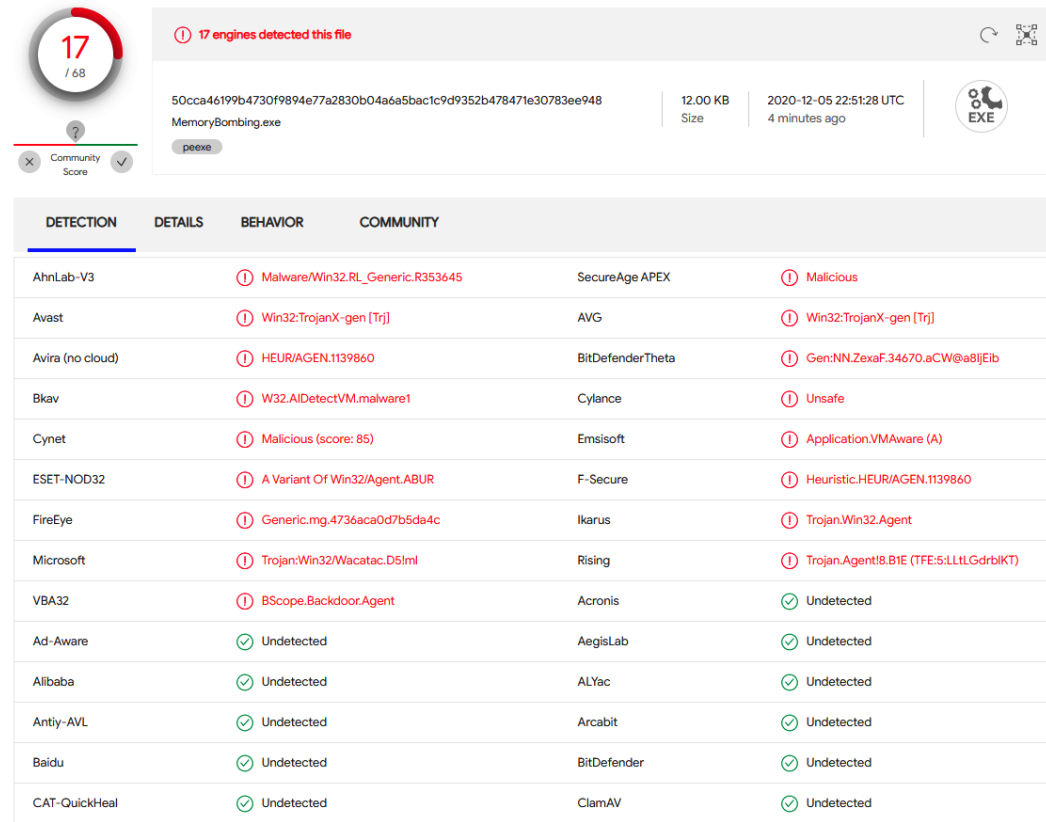 17
/ 68
?
Community
Score
17 engines detected this file
50cca46199b4730f9894e77a2830b04a6a5bac1c9d9352b478471e30783ee948
MemoryBombing.exe
peexe
12.00 KB
Size
2020-12-05 22:51:28 UTC
4 minutes ago
EXE
DETECTION DETAILS BEHAVIOR COMMUNITY
AhnLab-V3 Malware/Win32.RL_Generic.R353645 SecureAge APEX Malicious
Avast Win32:TrojanX-gen [Trj] AVG Win32:TrojanX-gen [Trj]
Avira (no cloud) HEUR/AGEN.1139860 BitDefenderTheta Gen:NN.ZexaF.34670.aCW@a8IjEib
Bkav W32.AIDetectVM.malware1 Cylance Unsafe
Cynet Malicious (score: 85) Emsisoft Application.VMAware (A)
ESET-NOD32 A Variant Of Win32/Agent.ABUR F-Secure Heuristic.HEUR/AGEN.1139860
FireEye Generic.mg.4736aca0d7b5da4c Ikarus Trojan.Win32.Agent
Microsoft Trojan:Win32/Wacatac.D5!ml Rising Trojan.Agent!8.B1E (TFE:5:LLtLGdrblKT)
VBA32 BScope.Backdoor.Agent Acronis Undetected
Ad-Aware Undetected AegisLab Undetected
Alibaba Undetected ALYac Undetected
Antiy-AVL Undetected Arcabit Undetected
Baidu Undetected BitDefender Undetected
CAT-QuickHeal Undetected ClamAV Undetected